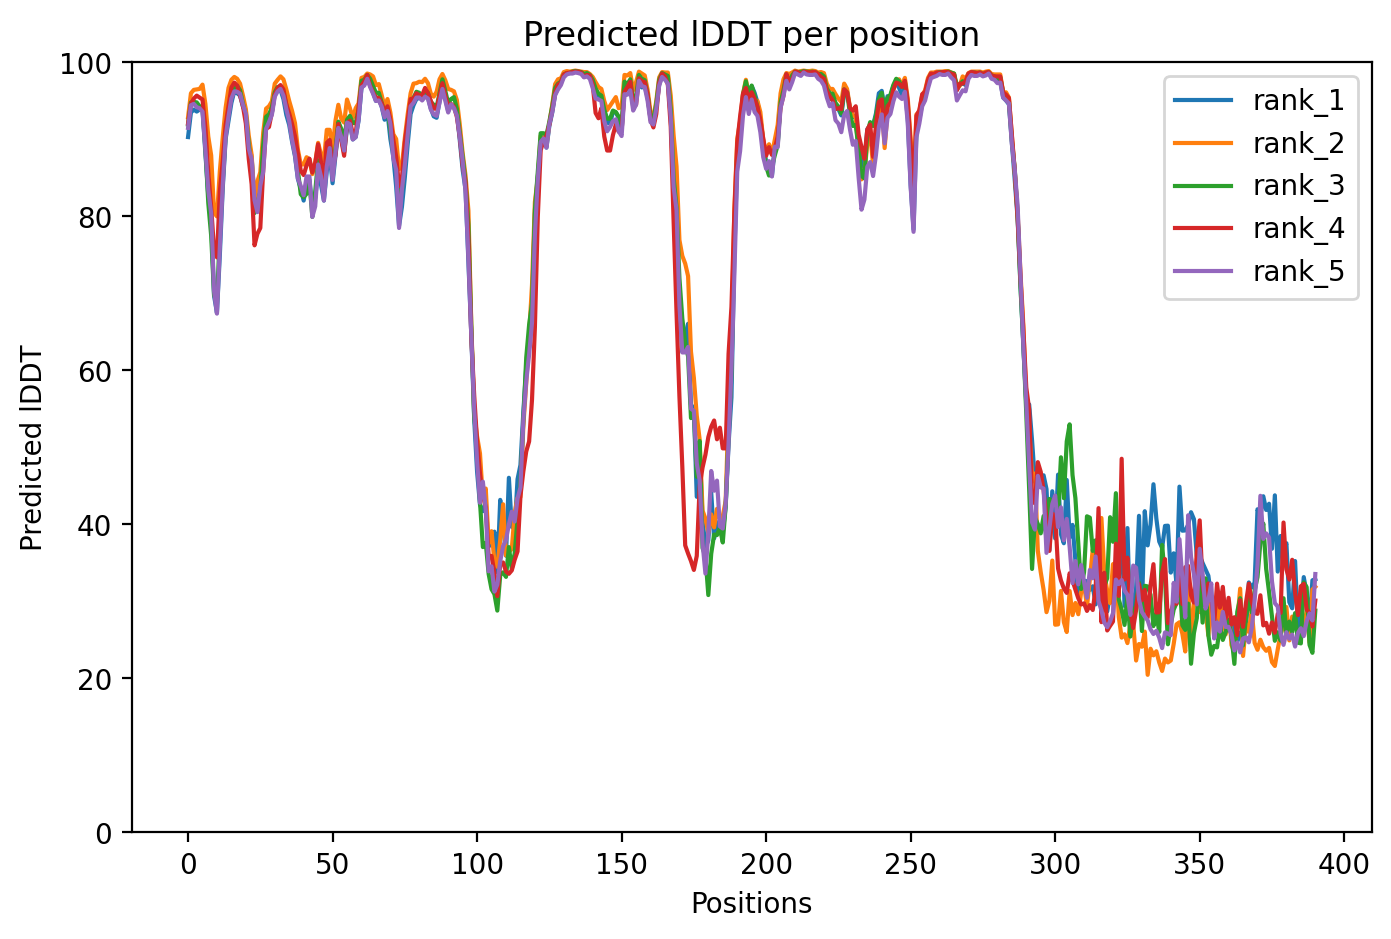 Predicted lDDT per position
100
80
60
40
20
0
Predicted lDDT
0 50 100 150 200 250 300 350 400
Positions
rank_1
rank_2
rank_3
rank_4
rank_5